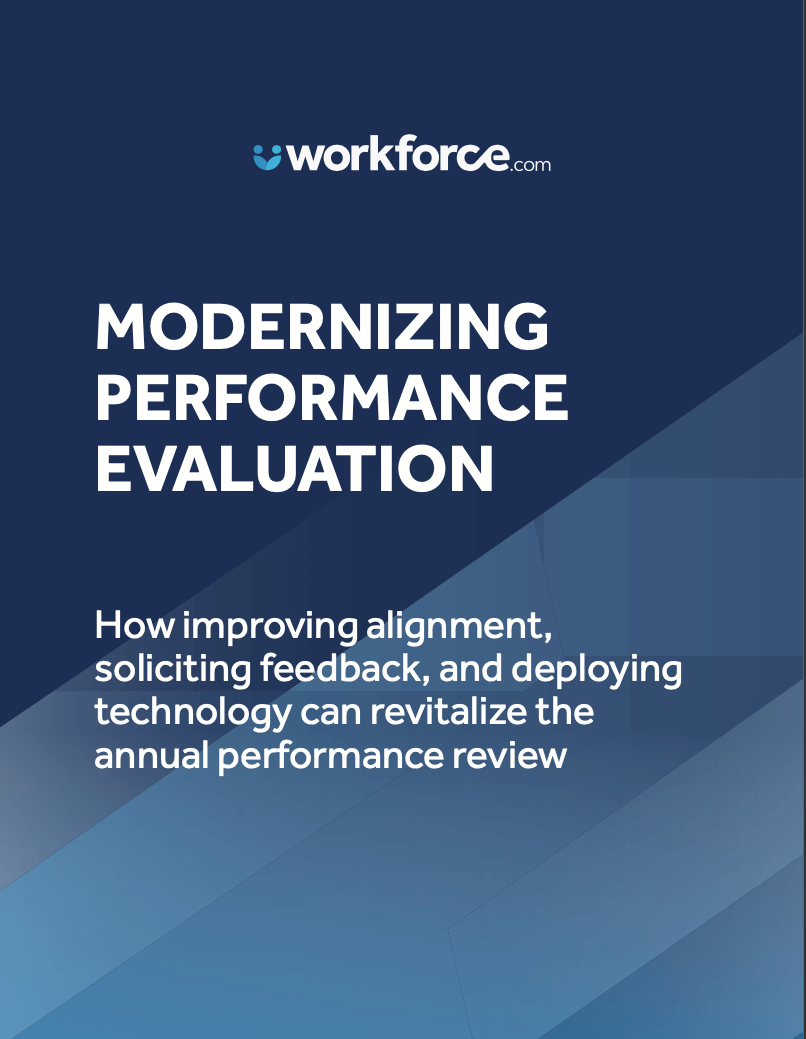 workforce.com
MODERNIZING
PERFORMANCE
EVALUATION
How improving alignment,
soliciting feedback, and deploying
technology can revitalize the
annual performance review